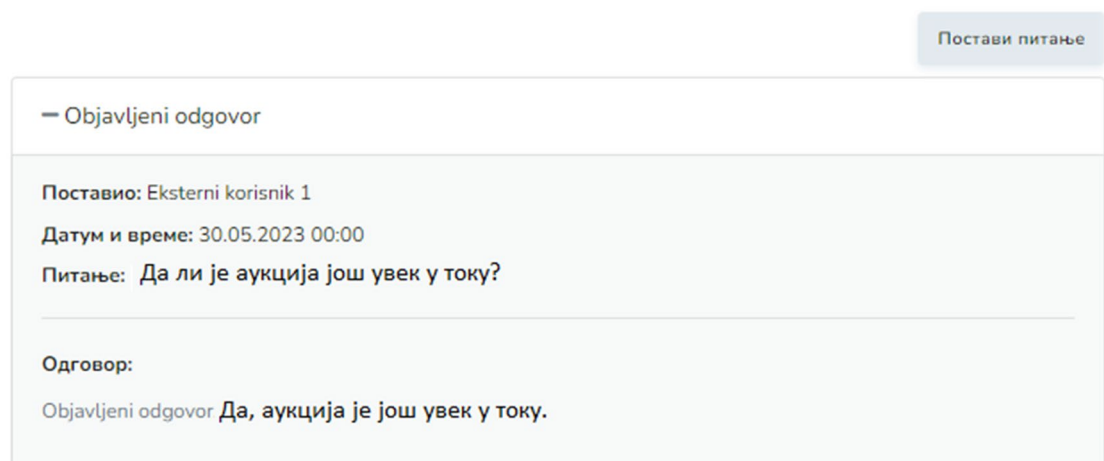 Постави питање
Objavljeni odgovor
Поставио: Eksterni korisnik 1
Датум и време: 30.05.2023 00:00
Питање: Да ли је аукција још увек у току?
Одговор:
Objavljeni odgovor Да, аукција је још увек у току.